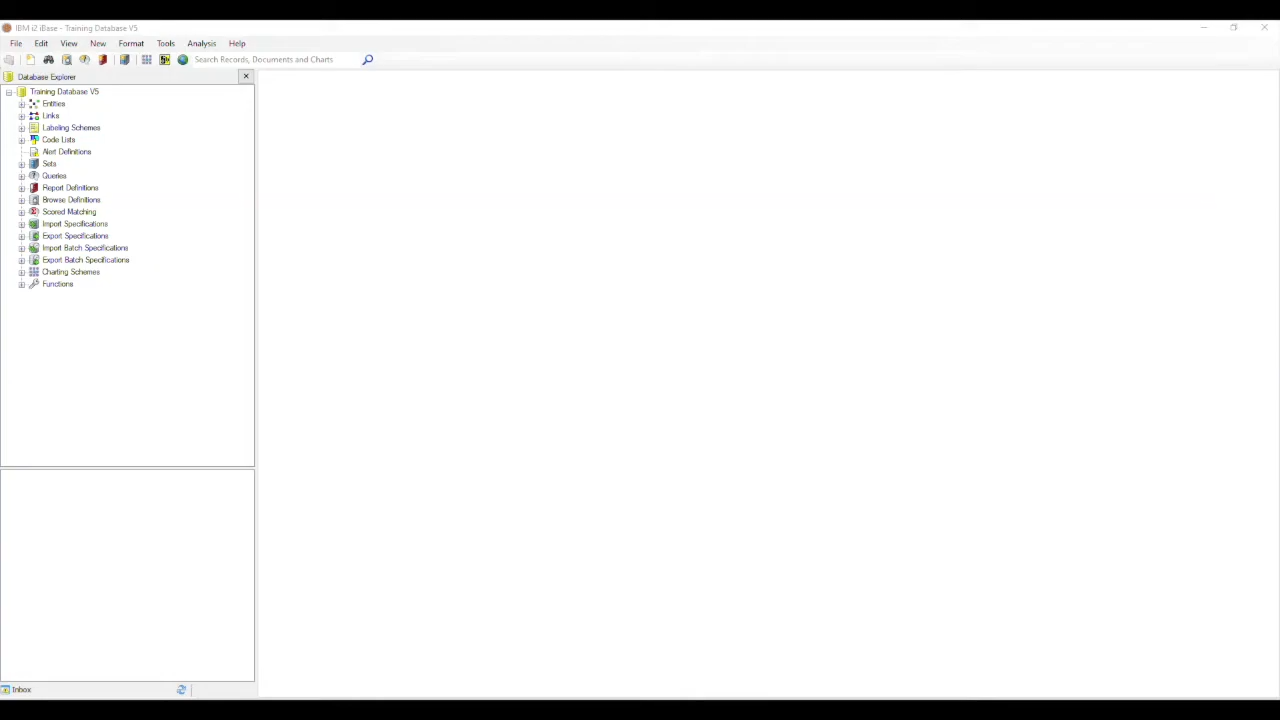 IBM i2 iBase - Training Database V5
File Edit View New Format Tools Analysis Help
Search Records, Documents and Charts
Database Explorer
Training Database V5
Entities
Links
Labeling Schemes
Code Lists
Alert Definitions
Sets
Queries
Report Definitions
Browse Definitions
Scored Matching
Import Specifications
Export Specifications
Import Batch Specifications
Export Batch Specifications
Charting Schemes
Functions
Inbox